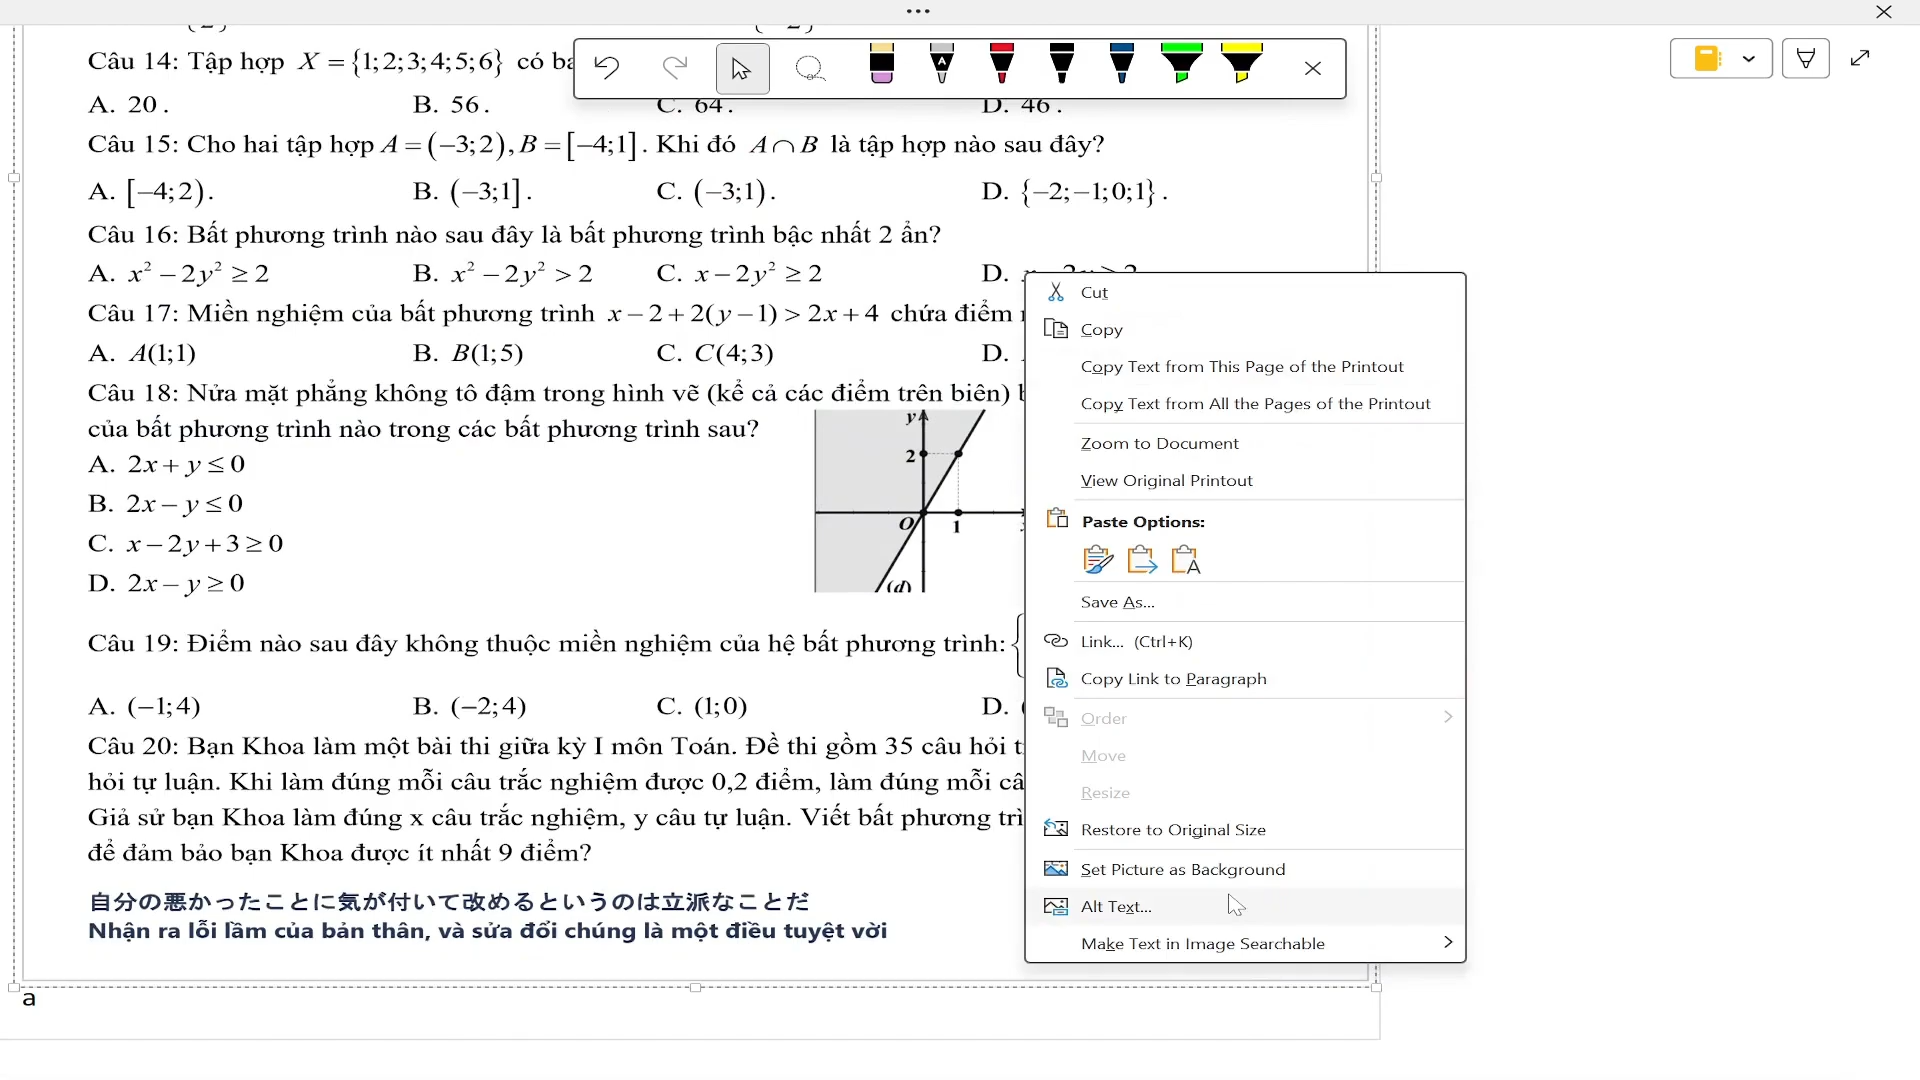 Câu 14: Tập hợp X = {1;2;3;4;5;6} có ba
A. 20. B. 56. C. 64. D. 46.
Câu 15: Cho hai tập hợp A = (−3;2), B = [−4;1]. Khi đó A∩B là tập hợp nào sau đây?
A. [−4;2). B. (−3;1]. C. (−3;1). D. {−2;−1;0;1}.
Câu 16: Bất phương trình nào sau đây là bất phương trình bậc nhất 2 ẩn?
A. x² − 2y² ≥ 2 B. x² − 2y² > 2 C. x − 2y² ≥ 2 D.
Câu 17: Miền nghiệm của bất phương trình x − 2 + 2(y − 1) > 2x + 4 chứa điểm
A. A(1;1) B. B(1;5) C. C(4;3) D.
Câu 18: Nửa mặt phẳng không tô đậm trong hình vẽ (kể cả các điểm trên biên)
của bất phương trình nào trong các bất phương trình sau?
A. 2x + y ≤ 0
B. 2x − y ≤ 0
C. x − 2y + 3 ≥ 0
D. 2x − y ≥ 0
y
2
O
1
(d)
Câu 19: Điểm nào sau đây không thuộc miền nghiệm của hệ bất phương trình: {
A. (−1;4) B. (−2;4) C. (1;0) D. (
Câu 20: Bạn Khoa làm một bài thi giữa kỳ I môn Toán. Đề thi gồm 35 câu hỏi t
hỏi tự luận. Khi làm đúng mỗi câu trắc nghiệm được 0,2 điểm, làm đúng mỗi câ
Giả sử bạn Khoa làm đúng x câu trắc nghiệm, y câu tự luận. Viết bất phương trì
để đảm bảo bạn Khoa được ít nhất 9 điểm?
自分の悪かったことに気が付いて改めるというのは立派なことだ
Nhận ra lỗi lầm của bản thân, và sửa đổi chúng là một điều tuyệt vời
a
Cut
Copy
Copy Text from This Page of the Printout
Copy Text from All the Pages of the Printout
Zoom to Document
View Original Printout
Paste Options:
Save As...
Link... (Ctrl+K)
Copy Link to Paragraph
Order
Move
Resize
Restore to Original Size
Set Picture as Background
Alt Text...
Make Text in Image Searchable